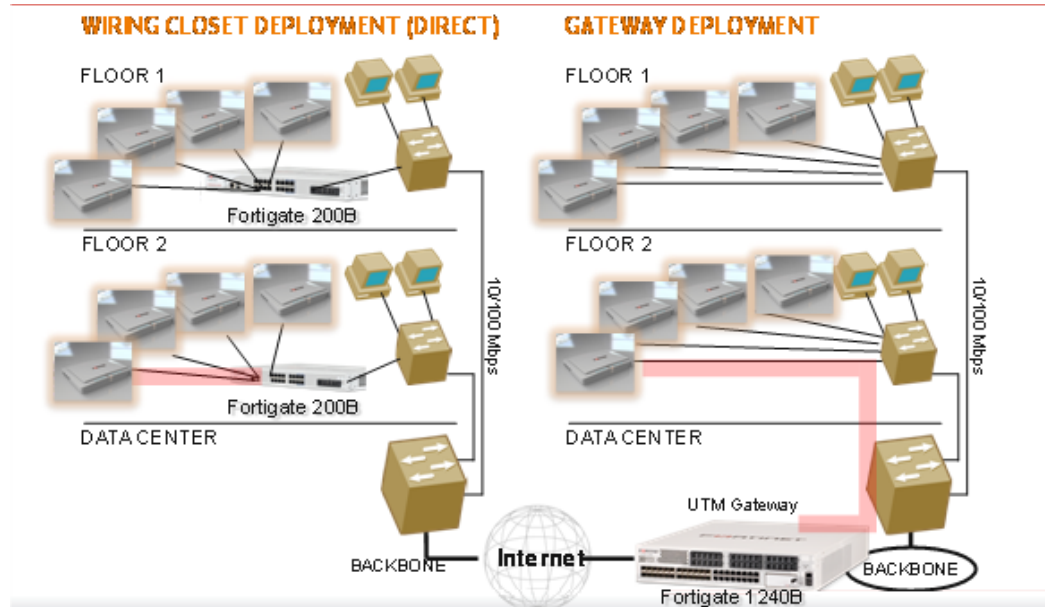 WIRING CLOSET DEPLOYMENT (DIRECT)
FLOOR 1
Fortigate 200B
FLOOR 2
10/100 Mbps
Fortigate 200B
DATA CENTER
BACKBONE
Internet
GATEWAY DEPLOYMENT
FLOOR 1
FLOOR 2
10/100 Mbps
DATA CENTER
UTM Gateway
FORTINET
BACKBONE
Fortigate 1240B